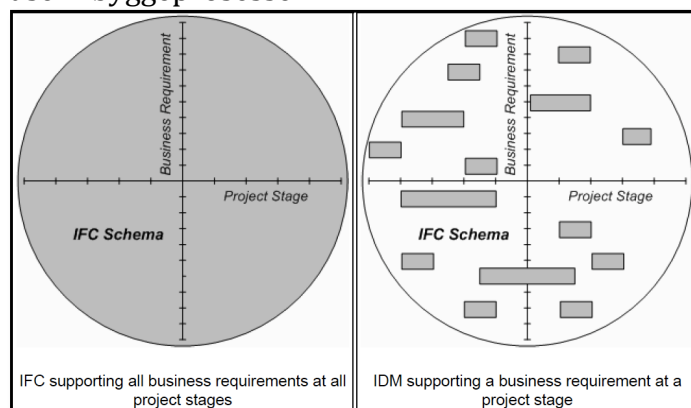 Business Requirement
Project Stage
IFC Schema
IFC supporting all business requirements at all
project stages
Business Requirement
Project Stage
IFC Schema
IDM supporting a business requirement at a
project stage